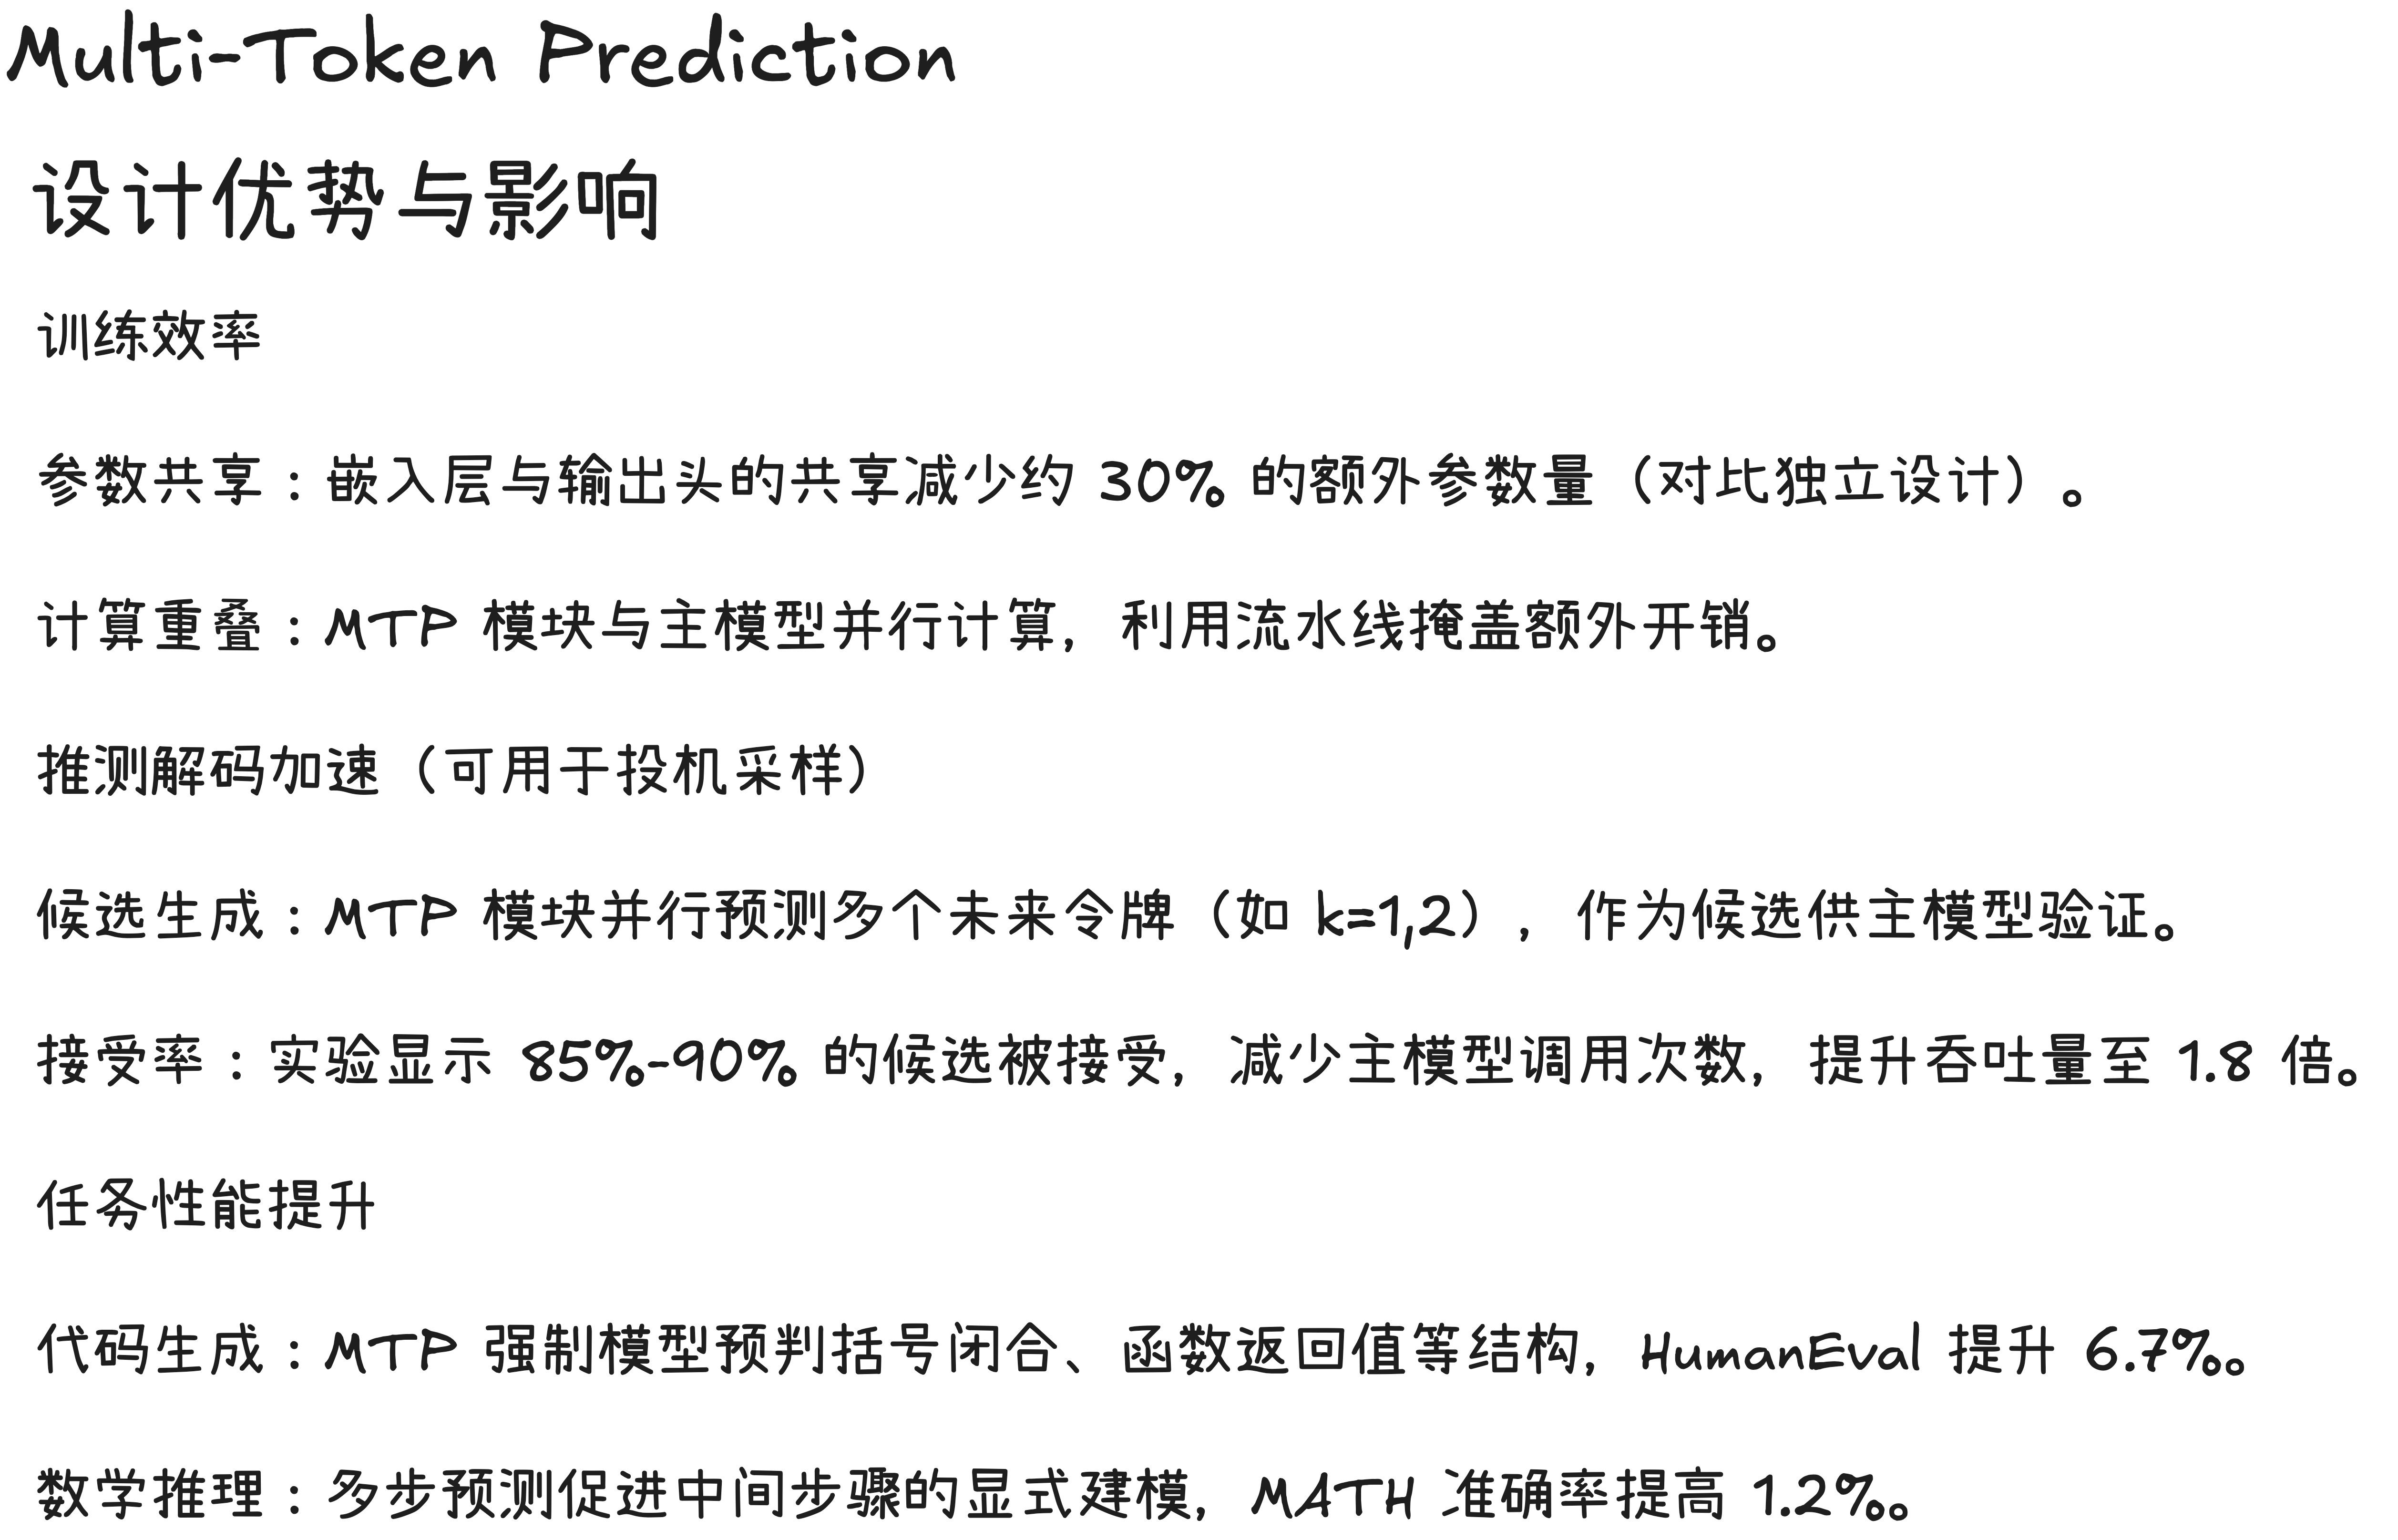 Multi-Token Prediction
设计优势与影响
训练效率
参数共享：嵌入层与输出头的共享减少约 30% 的额外参数量（对比独立设计）。
计算重叠：MTP 模块与主模型并行计算，利用流水线掩盖额外开销。
推测解码加速（可用于投机采样）
候选生成：MTP 模块并行预测多个未来令牌（如 k=1,2），作为候选供主模型验证。
接受率：实验显示 85%-90% 的候选被接受，减少主模型调用次数，提升吞吐量至 1.8 倍。
任务性能提升
代码生成：MTP 强制模型预判括号闭合、函数返回值等结构，HumanEval 提升 6.7%。
数学推理：多步预测促进中间步骤的显式建模，MATH 准确率提高 1.2%。